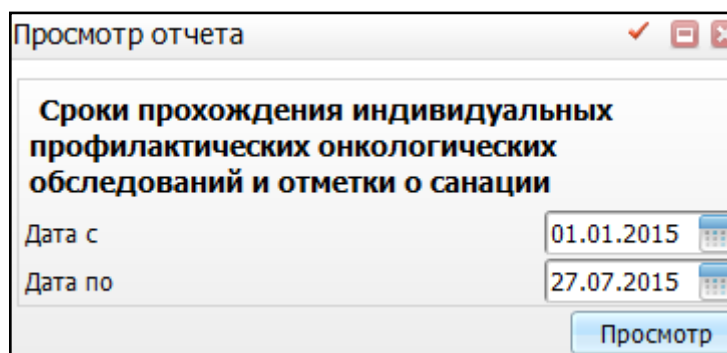 Просмотр отчета
Сроки прохождения индивидуальных
профилактических онкологических
обследований и отметки о санации
Дата с 01.01.2015
Дата по 27.07.2015
Просмотр